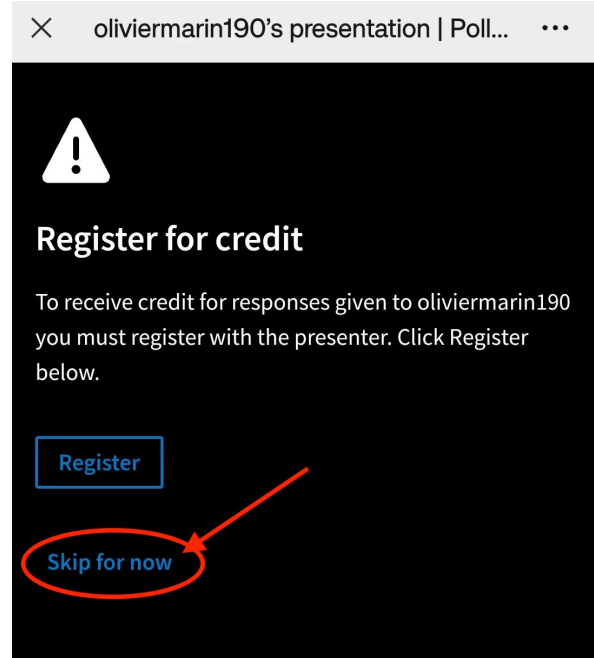 oliviermarin190’s presentation | Poll...
Register for credit
To receive credit for responses given to oliviermarin190
you must register with the presenter. Click Register
below.
Register
Skip for now